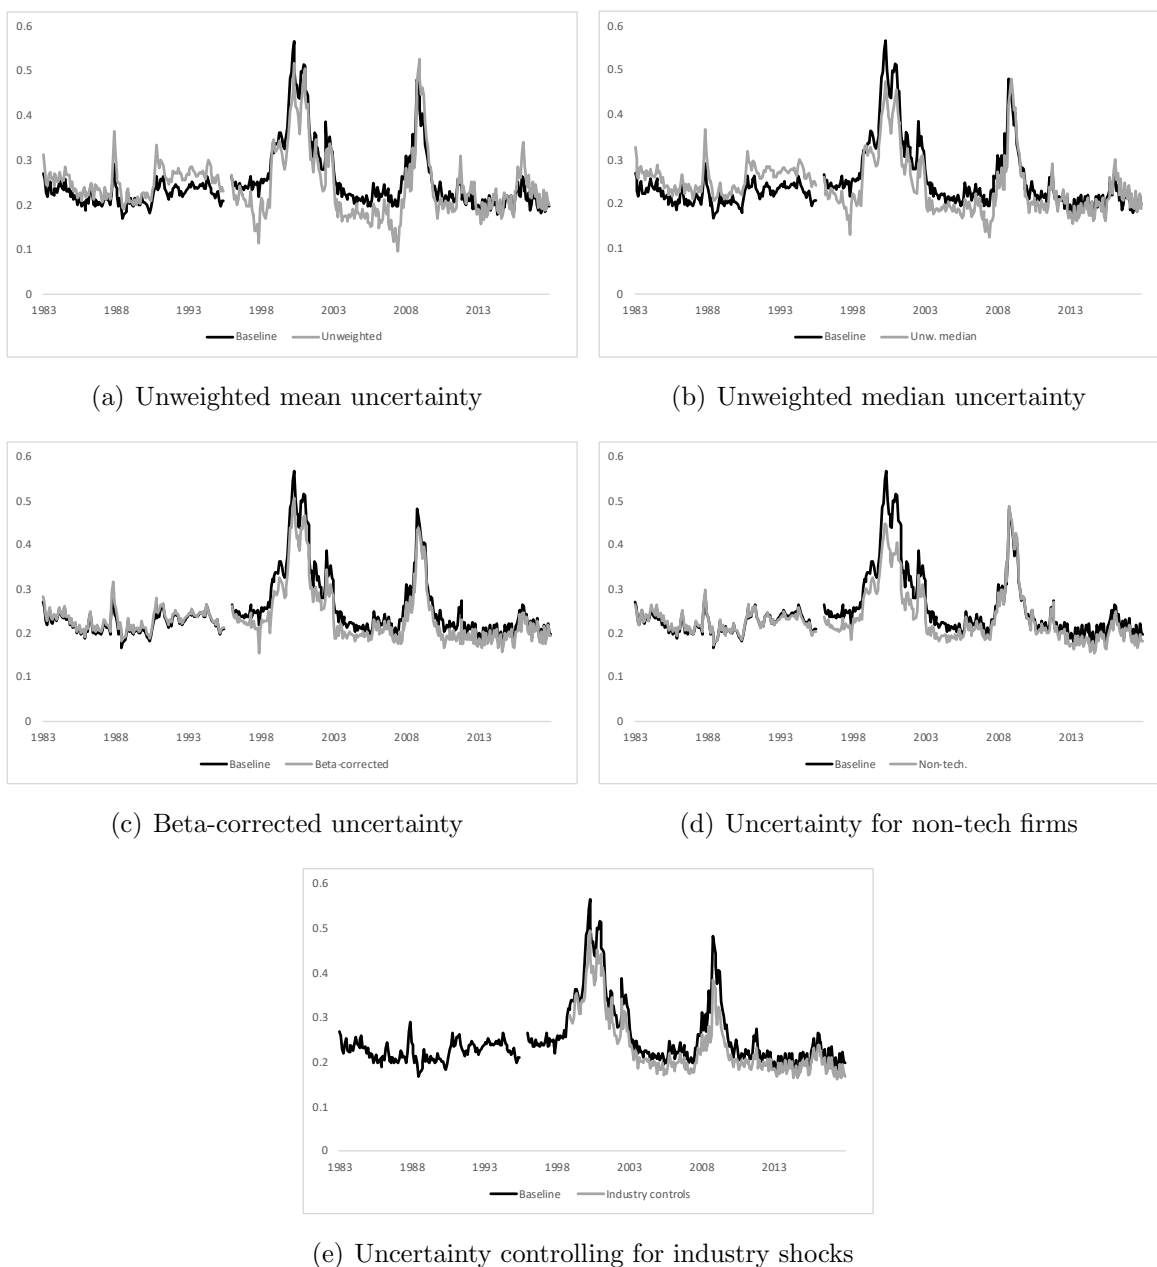 0.6
0.5
0.4
0.3
0.2
0.1
0
1983 1988 1993 1998 2003 2008 2013
Baseline Unweighted
(a) Unweighted mean uncertainty
0.6
0.5
0.4
0.3
0.2
0.1
0
1983 1988 1993 1998 2003 2008 2013
Baseline Unw. median
(b) Unweighted median uncertainty
0.6
0.5
0.4
0.3
0.2
0.1
0
1983 1988 1993 1998 2003 2008 2013
Baseline Beta-corrected
(c) Beta-corrected uncertainty
0.6
0.5
0.4
0.3
0.2
0.1
0
1983 1988 1993 1998 2003 2008 2013
Baseline Non-tech.
(d) Uncertainty for non-tech firms
0.6
0.5
0.4
0.3
0.2
0.1
0
1983 1988 1993 1998 2003 2008 2013
Baseline Industry controls
(e) Uncertainty controlling for industry shocks